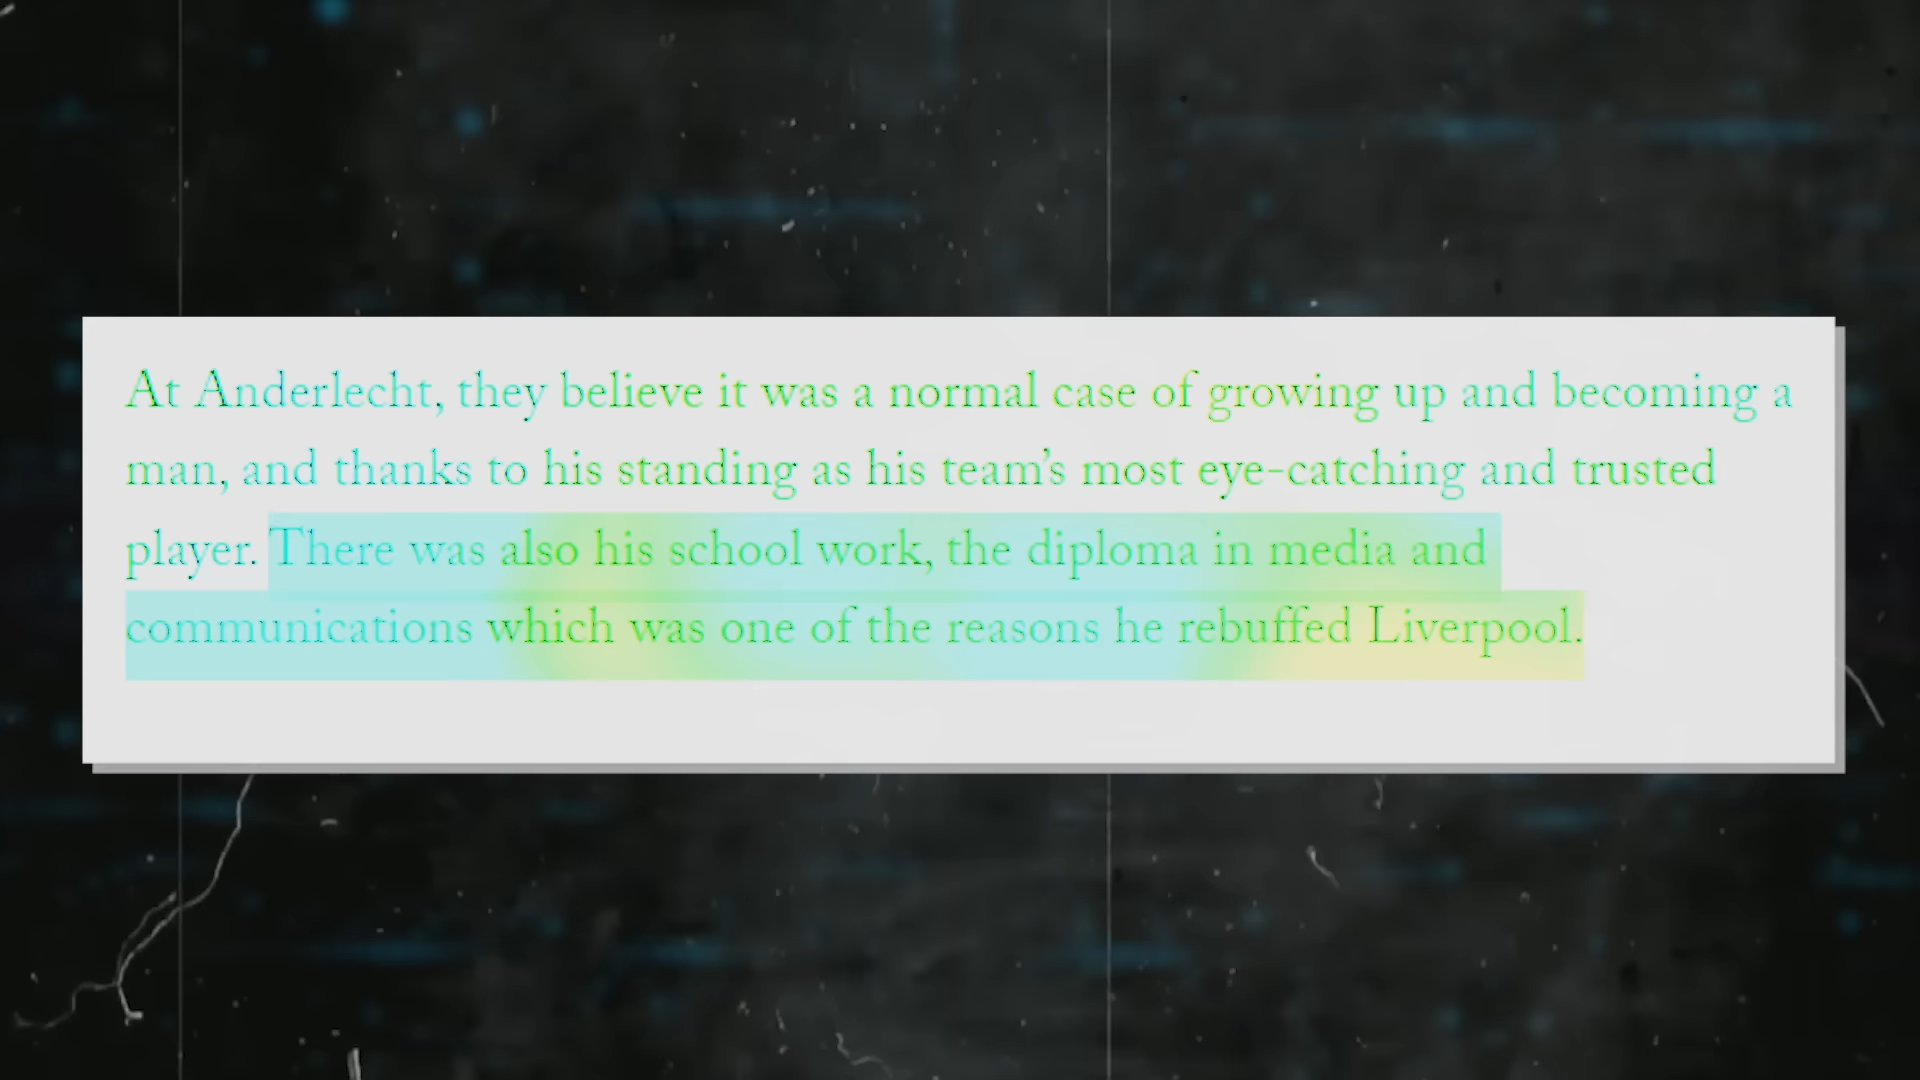 At Anderlecht, they believe it was a normal case of growing up and becoming a
man, and thanks to his standing as his team’s most eye-catching and trusted
player. There was also his school work, the diploma in media and
communications which was one of the reasons he rebuffed Liverpool.